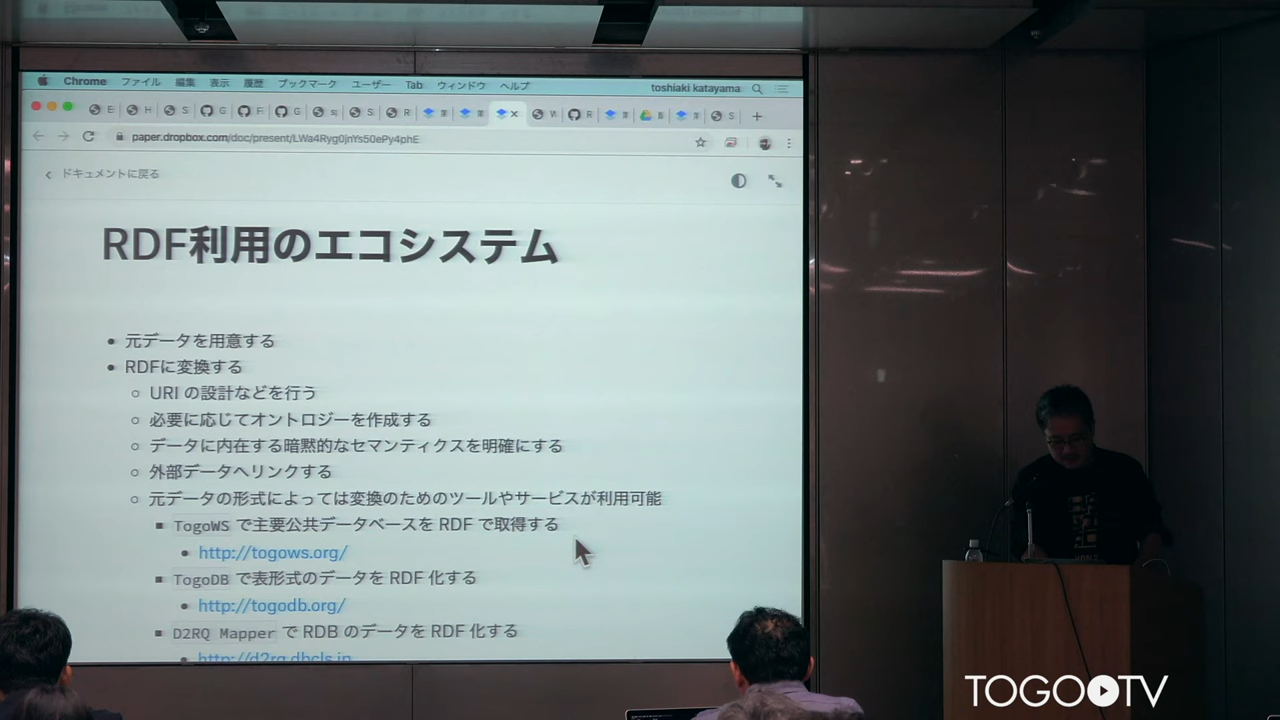 Chrome ファイル 編集 表示 履歴 ブックマーク ユーザー Tab ウィンドウ ヘルプ toshiaki katayama
paper.dropbox.com/doc/present/LWa4Ryg0jnYs50ePy4phE
ドキュメントに戻る
RDF利用のエコシステム
元データを用意する
RDFに変換する
URI の設計などを行う
必要に応じてオントロジーを作成する
データに内在する暗黙的なセマンティクスを明確にする
外部データへリンクする
元データの形式によっては変換のためのツールやサービスが利用可能
TogoWS で主要公共データベースを RDF で取得する
http://togows.org/
TogoDB で表形式のデータを RDF 化する
http://togodb.org/
D2RQ Mapper で RDB のデータを RDF 化する
http://d2rq.dbcls.jp
TOGOTV